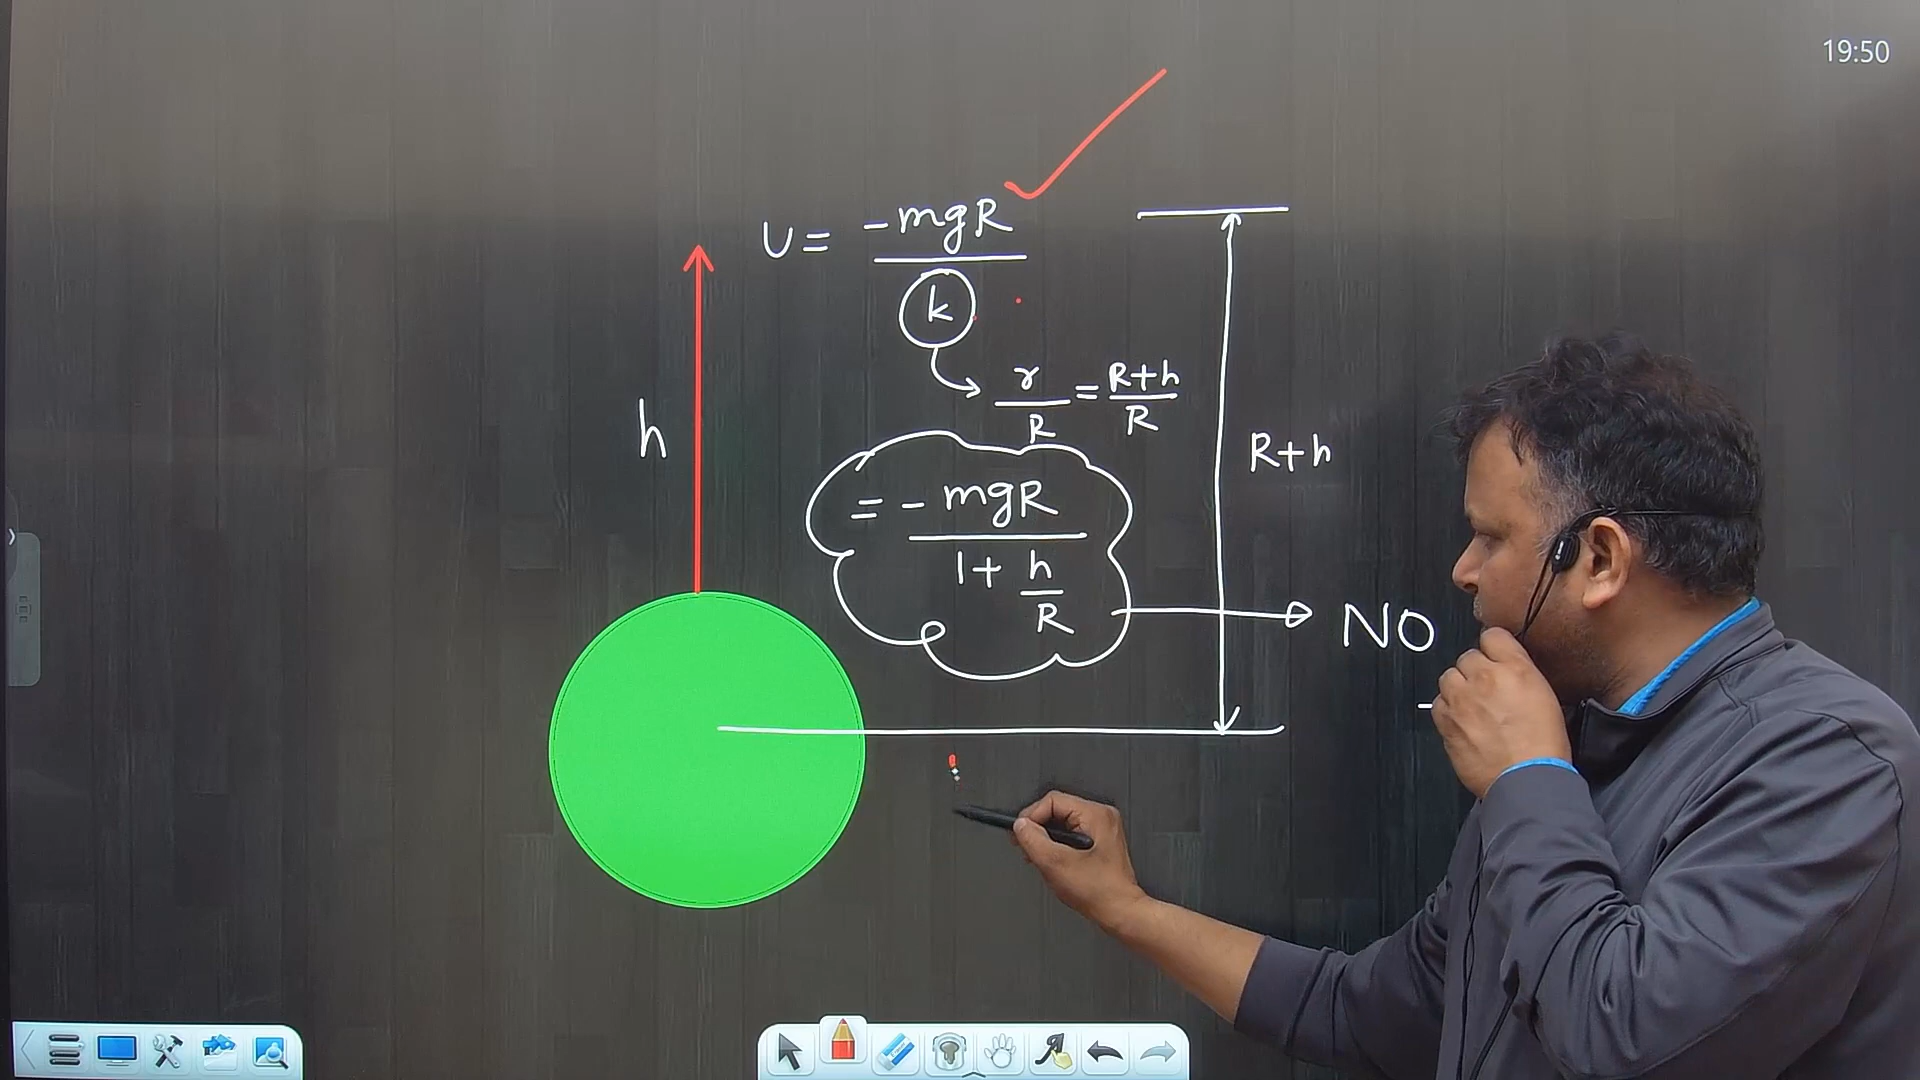 19:50
U = -mgR
k
r/R = R+h/R
h
R+h
= - mgR
1 + h/R
NO